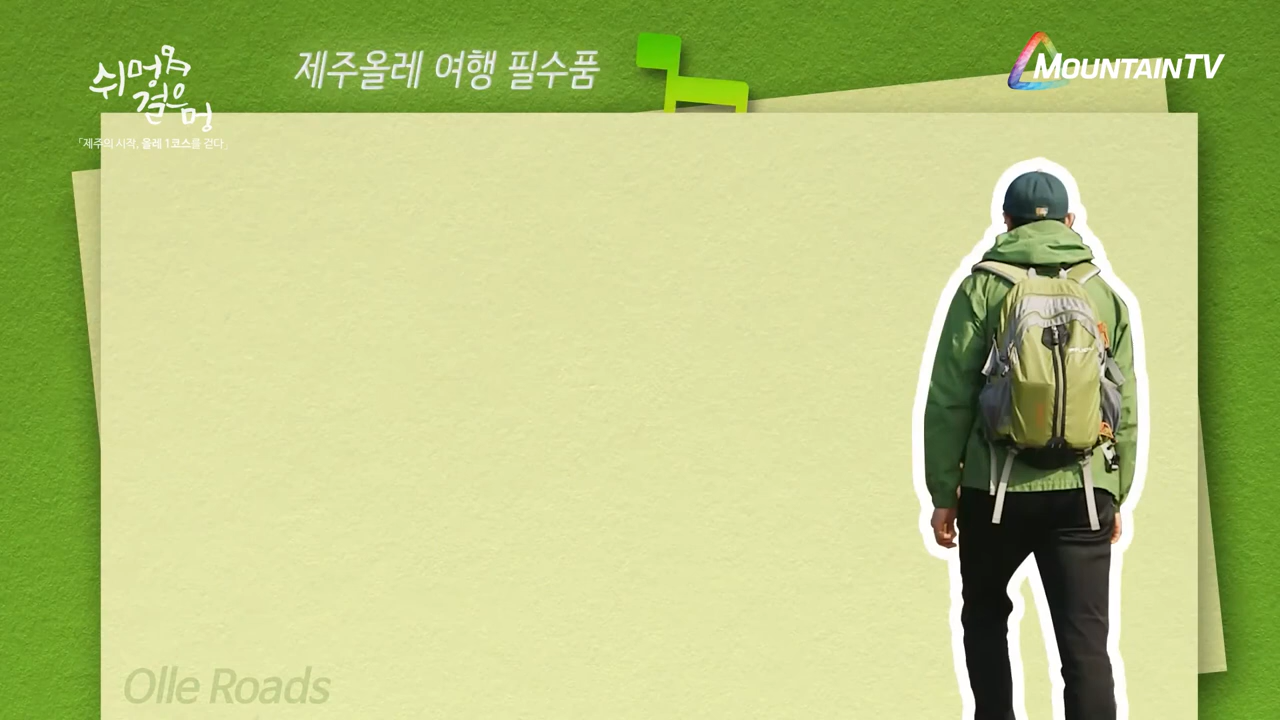 쉬멍
걸으멍
「제주의 시작, 올레 1코스를 걷다」
제주올레 여행 필수품
MOUNTAINTV
Olle Roads